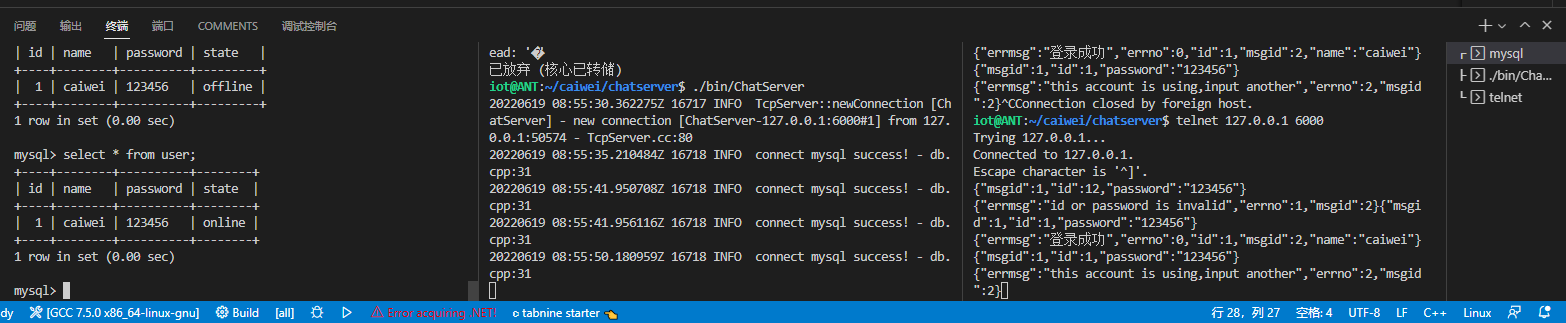 问题 输出 终端 端口 COMMENTS 调试控制台
| id | name   | password | state   |
+----+--------+----------+---------+
|  1 | caiwei | 123456   | offline |
+----+--------+----------+---------+
1 row in set (0.00 sec)
mysql> select * from user;
+----+--------+----------+--------+
| id | name   | password | state  |
+----+--------+----------+--------+
|  1 | caiwei | 123456   | online |
+----+--------+----------+--------+
1 row in set (0.00 sec)
mysql>
ead: '�
已放弃 (核心已转储)
iot@ANT:~/caiwei/chatserver$ ./bin/ChatServer
20220619 08:55:30.362275Z 16717 INFO  TcpServer::newConnection [Ch
atServer] - new connection [ChatServer-127.0.0.1:6000#1] from 127.
0.0.1:50574 - TcpServer.cc:80
20220619 08:55:35.210484Z 16718 INFO  connect mysql success! - db.
cpp:31
20220619 08:55:41.950708Z 16718 INFO  connect mysql success! - db.
cpp:31
20220619 08:55:41.956116Z 16718 INFO  connect mysql success! - db.
cpp:31
20220619 08:55:50.180959Z 16718 INFO  connect mysql success! - db.
cpp:31
{"errmsg":"登录成功","errno":0,"id":1,"msgid":2,"name":"caiwei"}
{"msgid":1,"id":1,"password":"123456"}
{"errmsg":"this account is using,input another","errno":2,"msgid
":2}^CConnection closed by foreign host.
iot@ANT:~/caiwei/chatserver$ telnet 127.0.0.1 6000
Trying 127.0.0.1...
Connected to 127.0.0.1.
Escape character is '^]'.
{"msgid":1,"id":12,"password":"123456"}
{"errmsg":"id or password is invalid","errno":1,"msgid":2}{"msgi
d":1,"id":1,"password":"123456"}
{"errmsg":"登录成功","errno":0,"id":1,"msgid":2,"name":"caiwei"}
{"msgid":1,"id":1,"password":"123456"}
{"errmsg":"this account is using,input another","errno":2,"msgid
":2}
mysql
./bin/Cha...
telnet
dy [GCC 7.5.0 x86_64-linux-gnu] Build [all] Error acquiring .NET! tabnine starter 行 28，列 27 空格: 4 UTF-8 LF C++ Linux